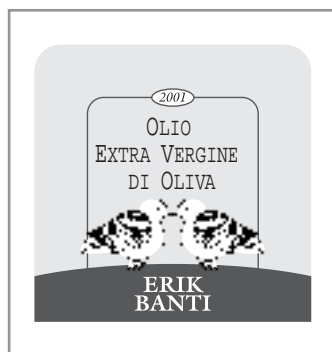 2001
OLIO
EXTRA VERGINE
DI OLIVA
ERIK
BANTI